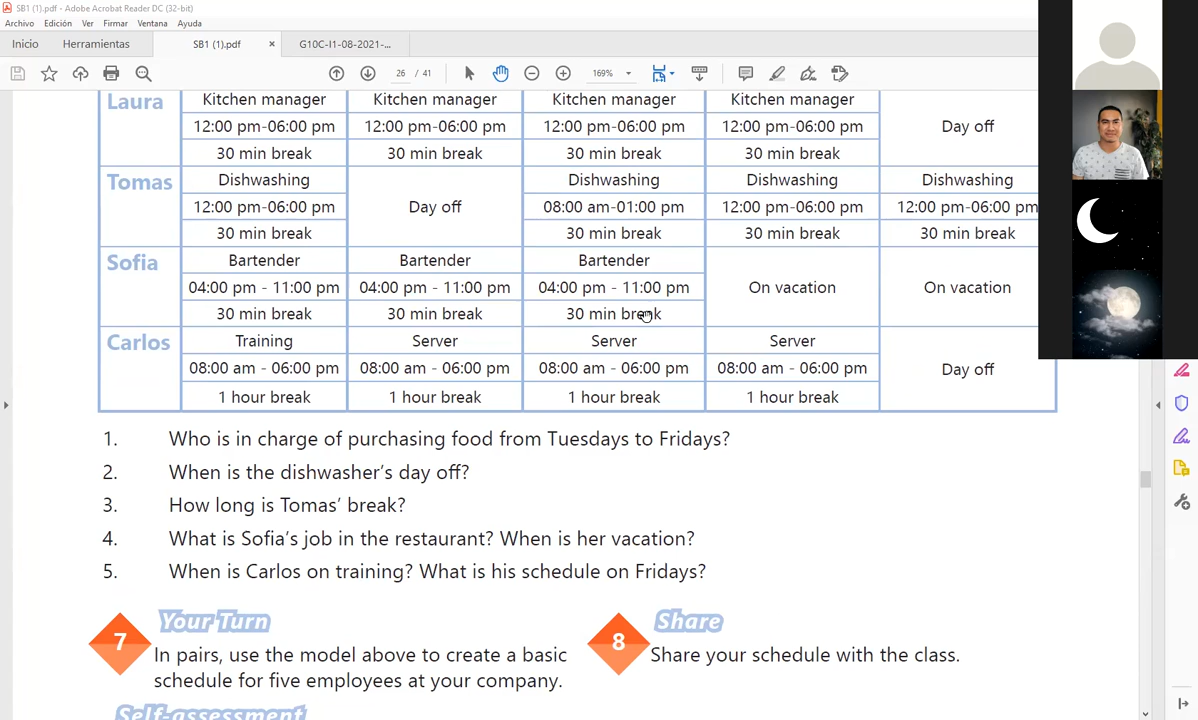 SB1 (1).pdf - Adobe Acrobat Reader DC (32-bit)
Archivo Edición Ver Firmar Ventana Ayuda
Inicio Herramientas SB1 (1).pdf × G10C-I1-08-2021-...
26 / 41 169%
Laura Kitchen manager Kitchen manager Kitchen manager Kitchen manager
12:00 pm-06:00 pm 12:00 pm-06:00 pm 12:00 pm-06:00 pm 12:00 pm-06:00 pm Day off
30 min break 30 min break 30 min break 30 min break
Tomas Dishwashing Dishwashing Dishwashing Dishwashing
12:00 pm-06:00 pm Day off 08:00 am-01:00 pm 12:00 pm-06:00 pm 12:00 pm-06:00 pm
30 min break 30 min break 30 min break 30 min break
Sofia Bartender Bartender Bartender
04:00 pm - 11:00 pm 04:00 pm - 11:00 pm 04:00 pm - 11:00 pm On vacation On vacation
30 min break 30 min break 30 min break
Carlos Training Server Server Server
08:00 am - 06:00 pm 08:00 am - 06:00 pm 08:00 am - 06:00 pm 08:00 am - 06:00 pm Day off
1 hour break 1 hour break 1 hour break 1 hour break
1. Who is in charge of purchasing food from Tuesdays to Fridays?
2. When is the dishwasher's day off?
3. How long is Tomas' break?
4. What is Sofia's job in the restaurant? When is her vacation?
5. When is Carlos on training? What is his schedule on Fridays?
7 Your Turn
In pairs, use the model above to create a basic
schedule for five employees at your company.
8 Share
Share your schedule with the class.
Self-assessment